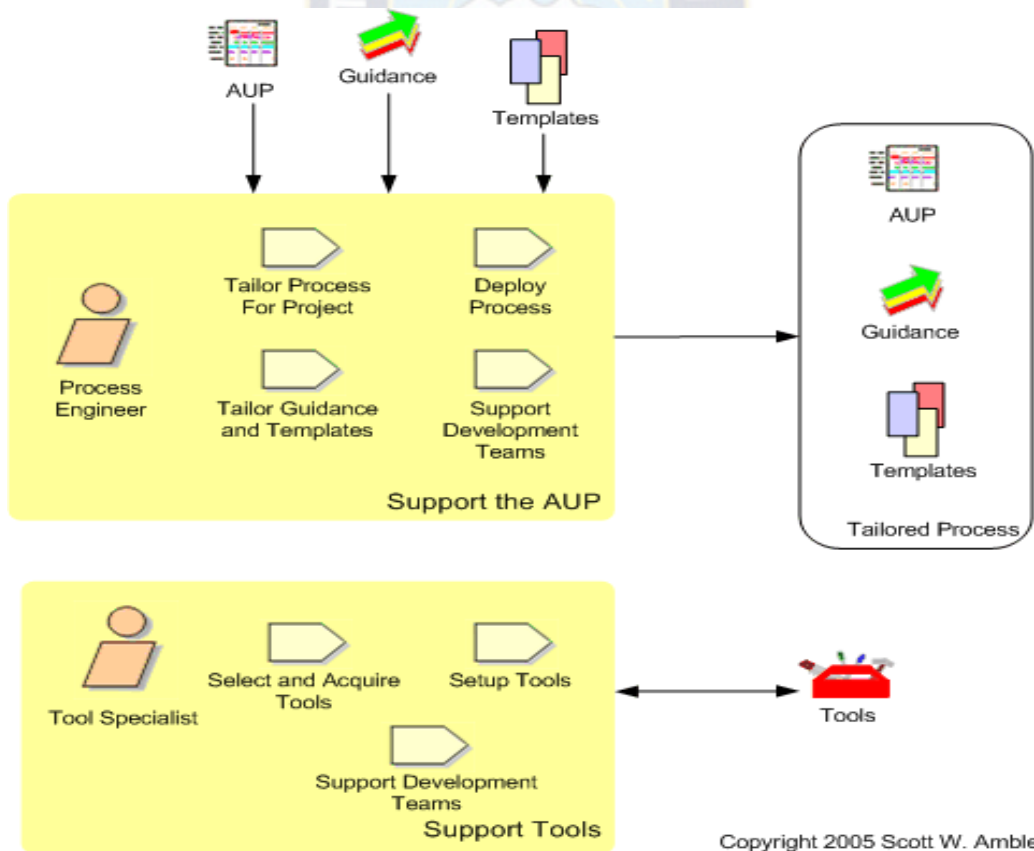 AUP
Guidance
Templates
Process
Engineer
Tailor Process
For Project
Deploy
Process
Tailor Guidance
and Templates
Support
Development
Teams
Support the AUP
AUP
Guidance
Templates
Tailored Process
Tool Specialist
Select and Acquire
Tools
Setup Tools
Support Development
Teams
Support Tools
Tools
Copyright 2005 Scott W. Amble